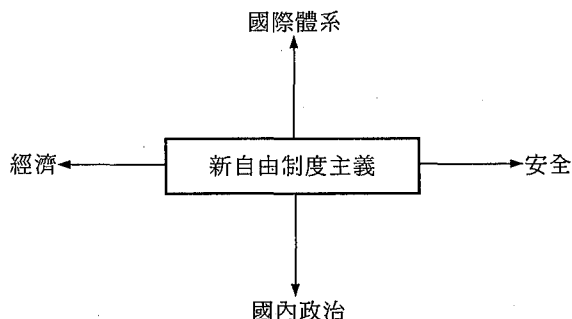 國際體系
經濟
新自由制度主義
安全
國內政治